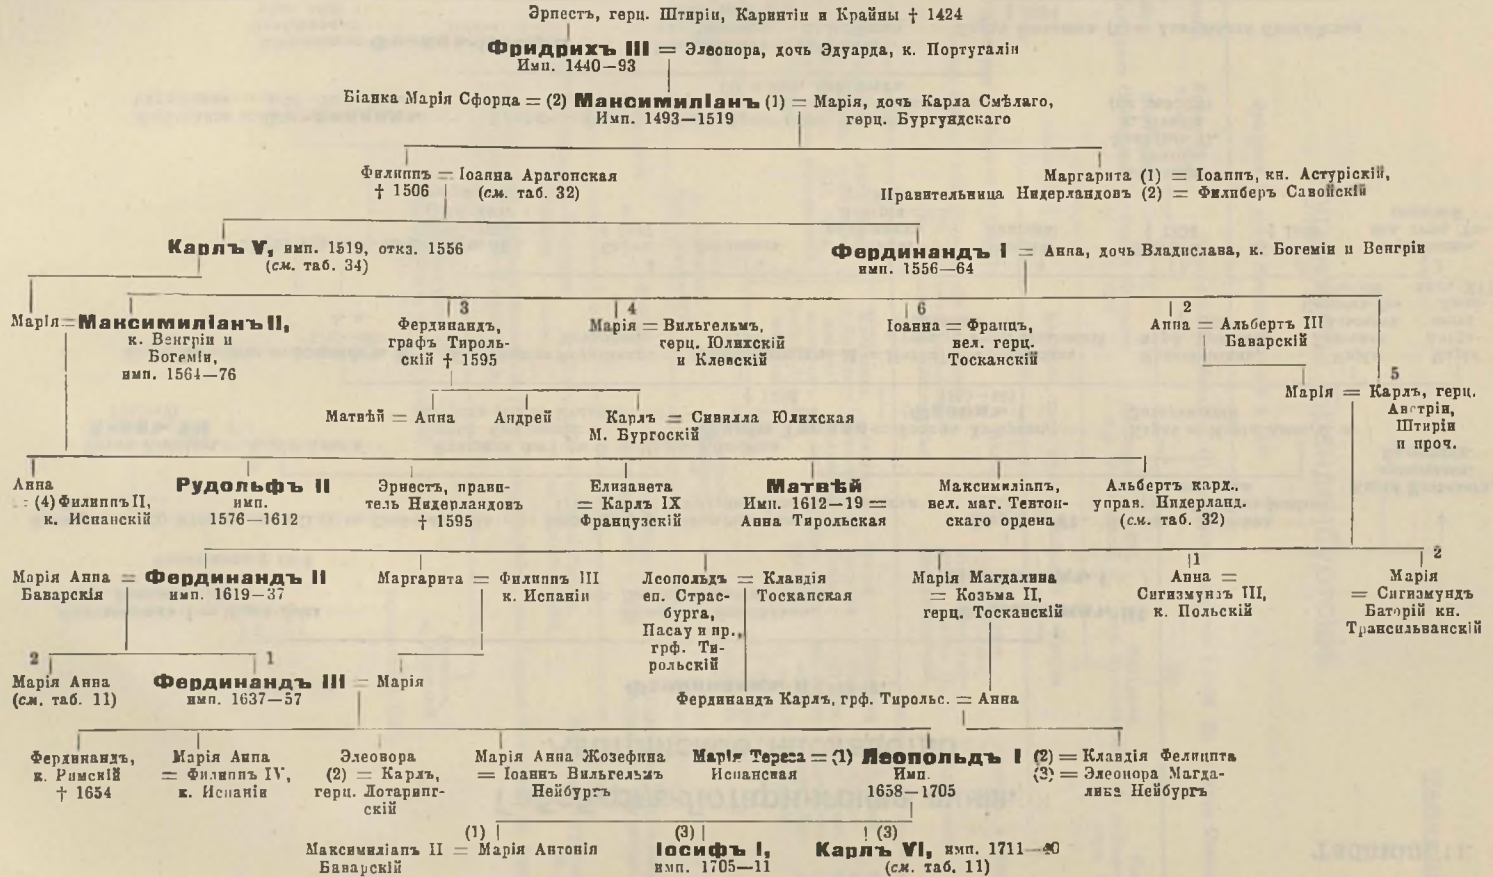 Эрнестъ, герц. Штиріи, Каринтіи и Крайны † 1424
Фридрихъ III = Элеонора, дочь Эдуарда, к. Португаліи
Имп. 1440—93
Біанка Марія Сфорца = (2) Максимиліанъ (1) = Марія, дочь Карла Смѣлаго,
Имп. 1493—1519 герц. Бургундскаго
Филиппъ = Іоанна Арагонская
† 1506 (см. таб. 32)
Маргарита (1) = Іоаннъ, кн. Астурійскій,
Правительница Нидерландовъ (2) = Филиберъ Савойскій
Карлъ V, имп. 1519, отказ. 1556
(см. таб. 34)
Фердинандъ I = Анна, дочь Владислава, к. Богеміи и Венгріи
имп. 1556—64
Марія = Максимиліанъ II,
к. Венгріи и
Богеміи,
имп. 1564—76
3
Фердинандъ,
графъ Тироль-
скій † 1595
4
Марія = Вильгельмъ,
герц. Юлихскій
и Клевскій
6
Іоанна = Францъ,
вел. герц.
Тосканскій
2
Анна = Альбертъ III
Баварскій
5
Марія = Карлъ, герц.
Австріи,
Штиріи
и проч.
Матвѣй = Анна
Андрей
Карлъ = Сивилла Юлихская
М. Бургоскій
Анна
= (4) Филиппъ II,
к. Испанскій
Рудольфъ II
имп.
1576—1612
Эрнестъ, прави-
тель Нидерландовъ
† 1595
Елизавета
= Карлъ IX
Французскій
Матвѣй
Имп. 1612—19 =
Анна Тирольская
Максимиліанъ,
вел. маг. Тевтон-
скаго ордена
Альбертъ кард.,
управ. Нидерланд.
(см. таб. 32)
Марія Анна = Фердинандъ II
Баварскія имп. 1619—37
Маргарита = Филиппъ III
к. Испаніи
Леопольдъ = Клавдія
еп. Страс- Тосканская
бурга,
Пасау и пр.,
грф. Ти-
рольскій
Марія Магдалина
= Козьма II,
герц. Тосканскій
1
Анна =
Сигизмундъ III,
к. Польскій
2
Марія
= Сигизмундъ
Баторій кн.
Трансильванскій
2
Марія Анна
(см. таб. 11)
1
Фердинандъ III = Марія
имп. 1637—57
Фердинандъ Карлъ, грф. Тирольс. = Анна
Фердинандъ,
к. Римскій
† 1654
Марія Анна
= Филиппъ IV,
к. Испаніи
Элеонора
(2) = Карлъ,
герц. Лотаринг-
скій
Марія Анна Жозефина
= Іоаннъ Вильгельмъ
Нейбургъ
Марія Тереза = (1) Леопольдъ I (2) = Клавдія Фелицита
Испанская Имп. (3) = Элеонора Магда-
1658—1705 лина Нейбургъ
(1)
Максимиліанъ II = Марія Антонія
Баварскій
(3)
Іосифъ I,
имп. 1705—11
(3)
Карлъ VI, имп. 1711—40
(см. таб. 11)